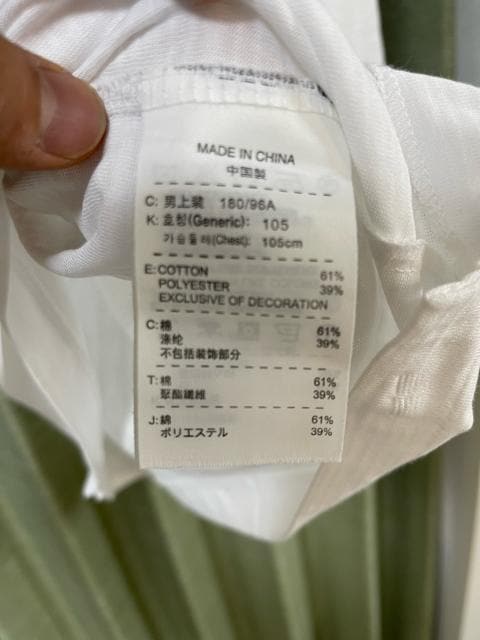 MADE IN CHINA
中国製
C: 男上装 180/96A
K: 호칭(Generic): 105
가슴둘레(Chest): 105cm
E: COTTON 61%
POLYESTER 39%
EXCLUSIVE OF DECORATION
C: 棉 61%
涤纶 39%
不包括装饰部分
T: 棉 61%
聚酯纖維 39%
J: 綿 61%
ポリエステル 39%